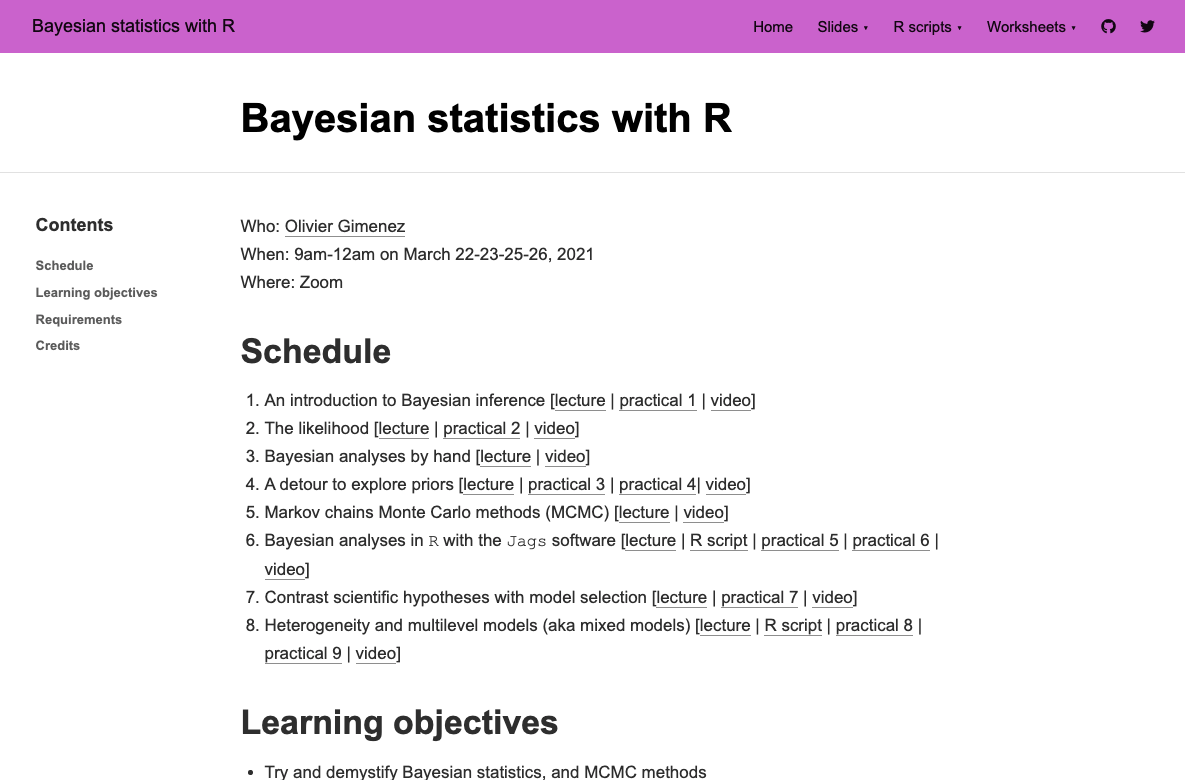 Bayesian statistics with R
Home Slides ▾ R scripts ▾ Worksheets ▾
Bayesian statistics with R
Contents
Schedule
Learning objectives
Requirements
Credits
Who: Olivier Gimenez
When: 9am-12am on March 22-23-25-26, 2021
Where: Zoom
Schedule
1. An introduction to Bayesian inference [lecture | practical 1 | video]
2. The likelihood [lecture | practical 2 | video]
3. Bayesian analyses by hand [lecture | video]
4. A detour to explore priors [lecture | practical 3 | practical 4| video]
5. Markov chains Monte Carlo methods (MCMC) [lecture | video]
6. Bayesian analyses in R with the Jags software [lecture | R script | practical 5 | practical 6 |
video]
7. Contrast scientific hypotheses with model selection [lecture | practical 7 | video]
8. Heterogeneity and multilevel models (aka mixed models) [lecture | R script | practical 8 |
practical 9 | video]
Learning objectives
• Try and demystify Bayesian statistics, and MCMC methods